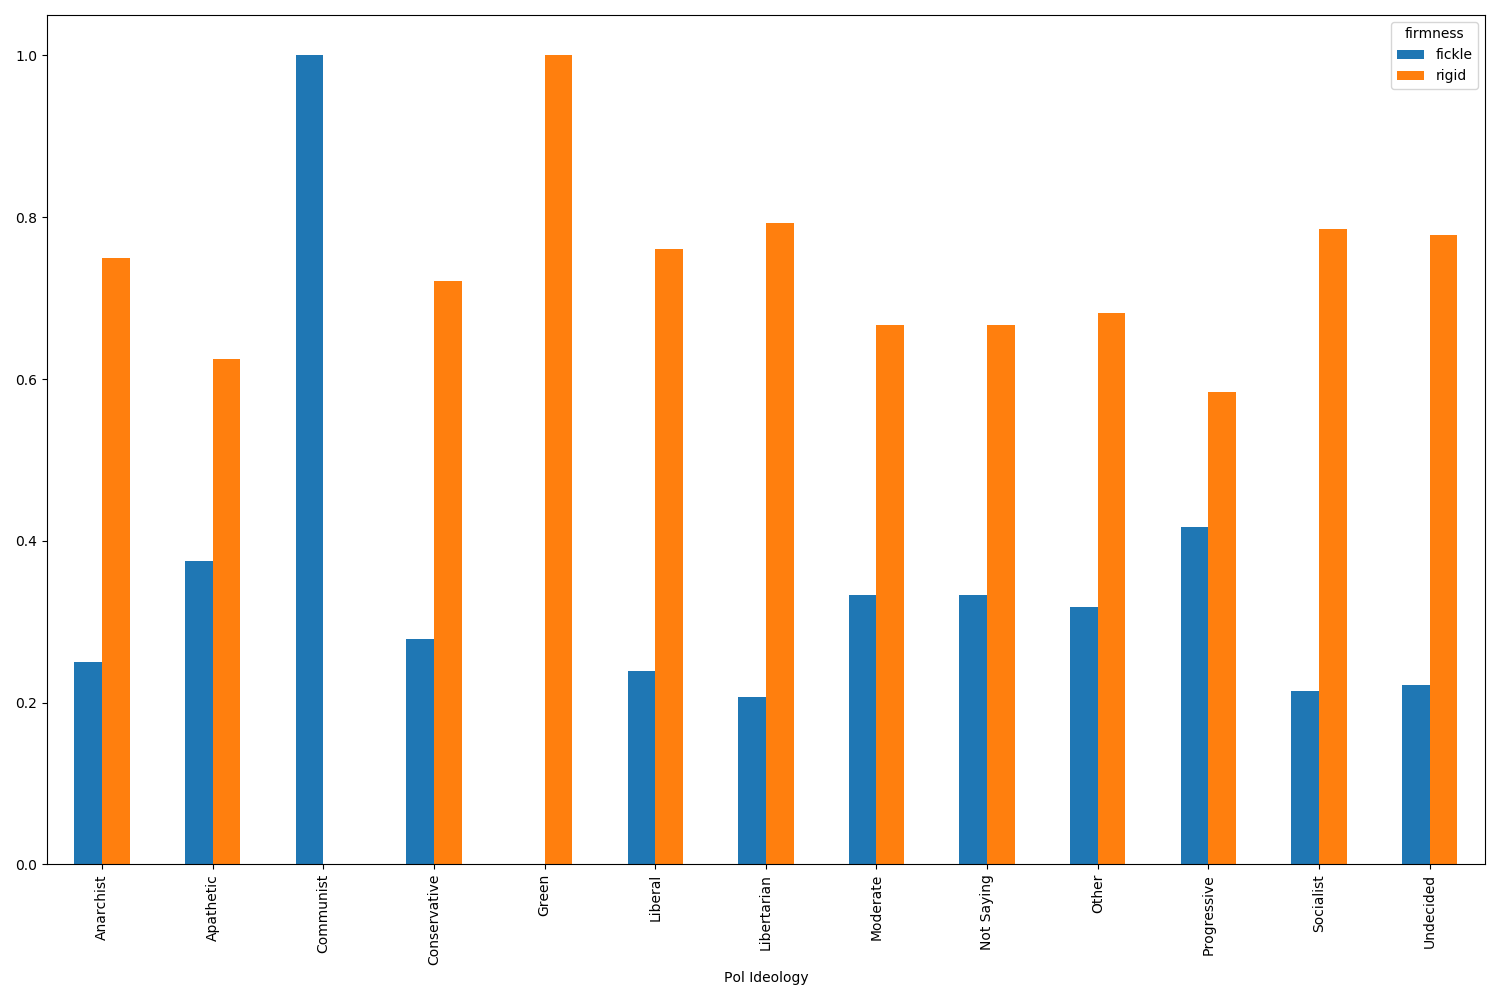 firmness
fickle
rigid
1.0
0.8
0.6
0.4
0.2
0.0
Anarchist
Apathetic
Communist
Conservative
Green
Liberal
Libertarian
Moderate
Not Saying
Other
Progressive
Socialist
Undecided
Pol Ideology